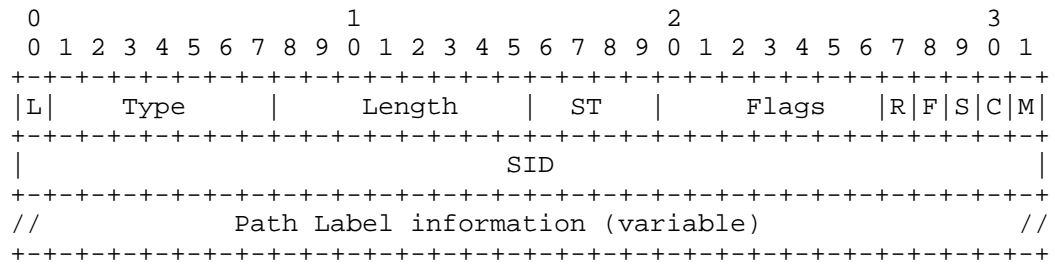 0                   1                   2                   3
 0 1 2 3 4 5 6 7 8 9 0 1 2 3 4 5 6 7 8 9 0 1 2 3 4 5 6 7 8 9 0 1
+-+-+-+-+-+-+-+-+-+-+-+-+-+-+-+-+-+-+-+-+-+-+-+-+-+-+-+-+-+-+-+-+
|L|    Type     |     Length    |  ST   |     Flags   |R|F|S|C|M|
+-+-+-+-+-+-+-+-+-+-+-+-+-+-+-+-+-+-+-+-+-+-+-+-+-+-+-+-+-+-+-+-+
|                              SID                              |
+-+-+-+-+-+-+-+-+-+-+-+-+-+-+-+-+-+-+-+-+-+-+-+-+-+-+-+-+-+-+-+-+
//            Path Label information (variable)                //
+-+-+-+-+-+-+-+-+-+-+-+-+-+-+-+-+-+-+-+-+-+-+-+-+-+-+-+-+-+-+-+-+